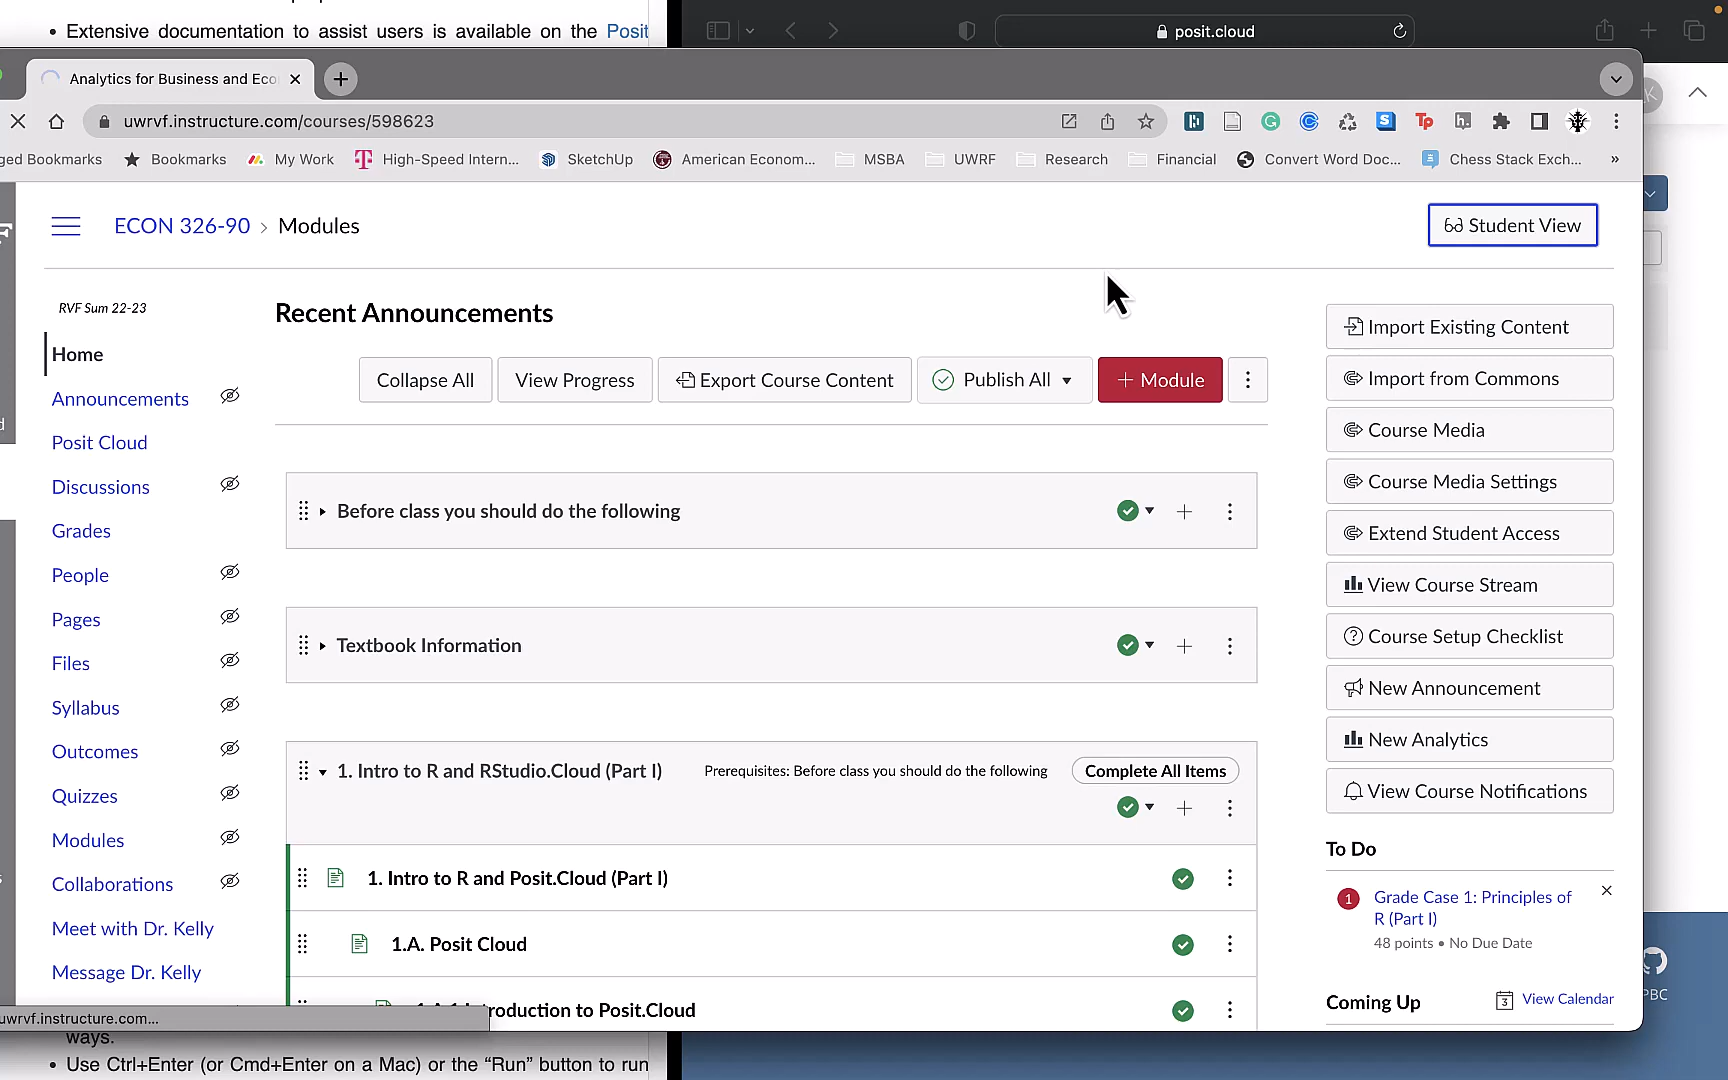 • Extensive documentation to assist users is available on the Posit
posit.cloud
Analytics for Business and Eco
uwrvf.instructure.com/courses/598623
ged Bookmarks
Bookmarks
My Work
High-Speed Intern...
SketchUp
American Econom...
MSBA
UWRF
Research
Financial
Convert Word Doc...
Chess Stack Exch...
»
ECON 326-90 › Modules
Student View
RVF Sum 22-23
Home
Announcements
Posit Cloud
Discussions
Grades
People
Pages
Files
Syllabus
Outcomes
Quizzes
Modules
Collaborations
Meet with Dr. Kelly
Message Dr. Kelly
Recent Announcements
Collapse All
View Progress
Export Course Content
Publish All
+ Module
Before class you should do the following
Textbook Information
1. Intro to R and RStudio.Cloud (Part I)
Prerequisites: Before class you should do the following
Complete All Items
1. Intro to R and Posit.Cloud (Part I)
1.A. Posit Cloud
roduction to Posit.Cloud
Import Existing Content
Import from Commons
Course Media
Course Media Settings
Extend Student Access
View Course Stream
Course Setup Checklist
New Announcement
New Analytics
View Course Notifications
To Do
1
Grade Case 1: Principles of
R (Part I)
48 points • No Due Date
Coming Up
3
View Calendar
PBC
uwrvf.instructure.com...
ways.
• Use Ctrl+Enter (or Cmd+Enter on a Mac) or the “Run” button to run